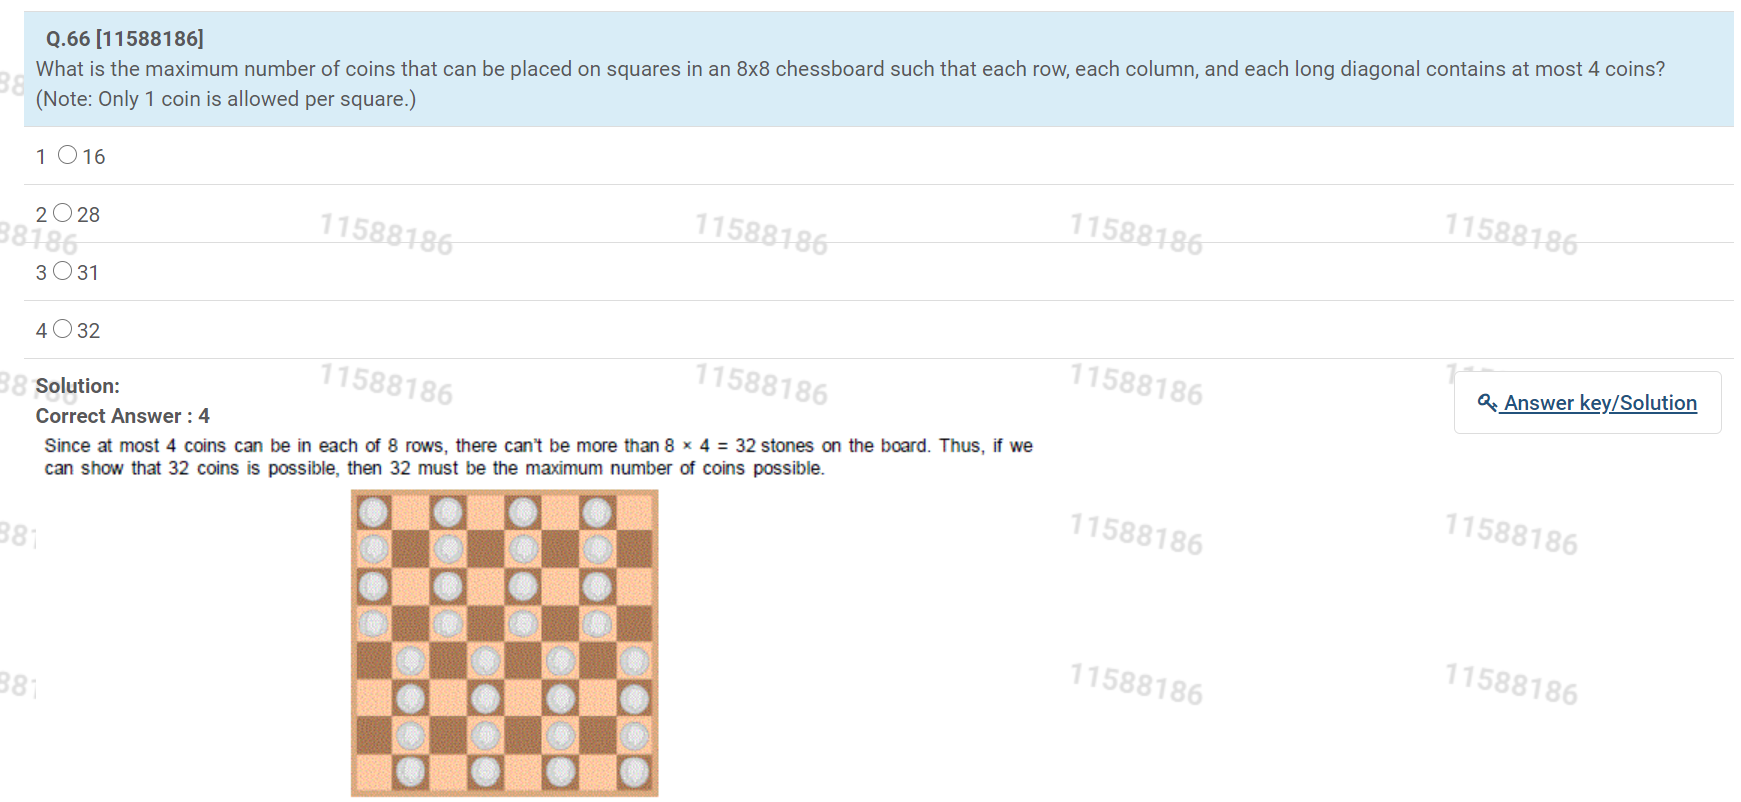 Q.66 [11588186]
What is the maximum number of coins that can be placed on squares in an 8x8 chessboard such that each row, each column, and each long diagonal contains at most 4 coins?
(Note: Only 1 coin is allowed per square.)
1 16
2 28
3 31
4 32
Solution:
Correct Answer : 4
Answer key/Solution
Since at most 4 coins can be in each of 8 rows, there can't be more than 8 × 4 = 32 stones on the board. Thus, if we
can show that 32 coins is possible, then 32 must be the maximum number of coins possible.
11588186 11588186 11588186 11588186
11588186 11588186 11588186
11588186 11588186
11588186 11588186